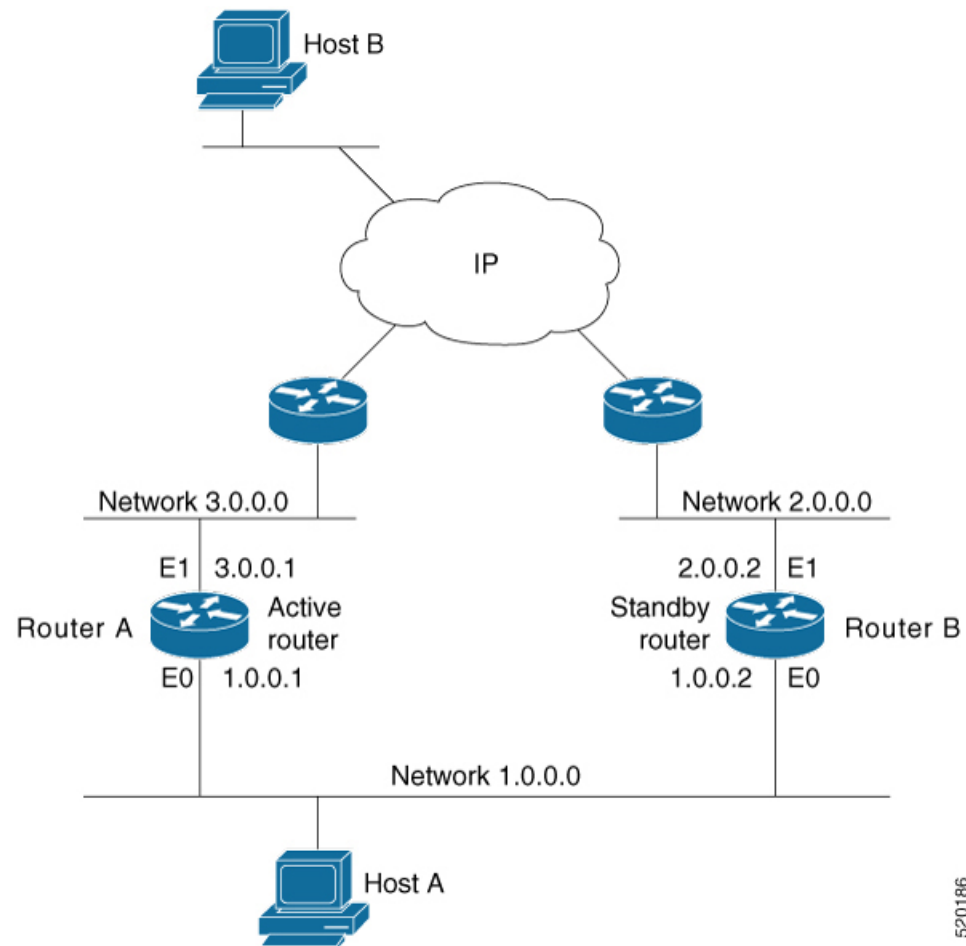 Host B
IP
Network 3.0.0.0
Network 2.0.0.0
E1 3.0.0.1
2.0.0.2 E1
Router A
Active
router
Standby
router
Router B
E0 1.0.0.1
1.0.0.2 E0
Network 1.0.0.0
Host A
520186